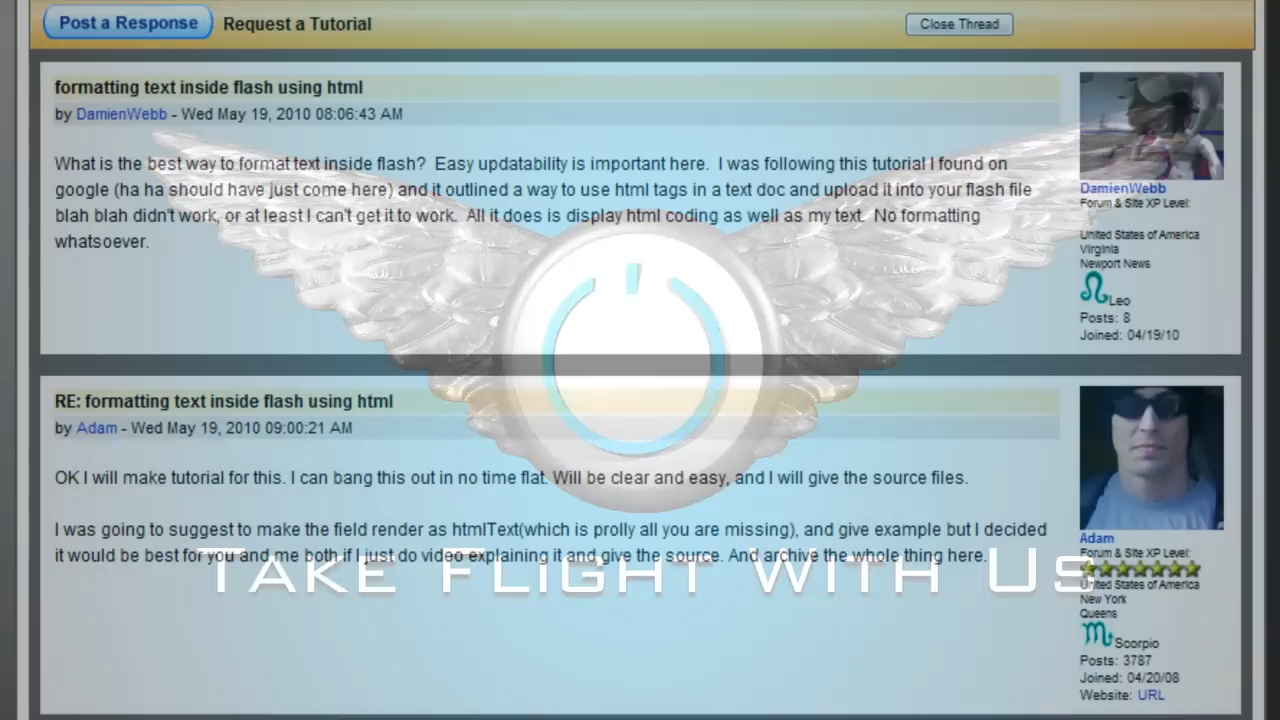 Post a Response Request a Tutorial Close Thread
formatting text inside flash using html
by DamienWebb - Wed May 19, 2010 08:06:43 AM
What is the best way to format text inside flash? Easy updatability is important here. I was following this tutorial I found on
google (ha ha should have just come here) and it outlined a way to use html tags in a text doc and upload it into your flash file
blah blah didn't work, or at least I can't get it to work. All it does is display html coding as well as my text. No formatting
whatsoever.
DamienWebb
Forum & Site XP Level:
United States of America
Virginia
Newport News
Leo
Posts: 8
Joined: 04/19/10
RE: formatting text inside flash using html
by Adam - Wed May 19, 2010 09:00:21 AM
OK I will make tutorial for this. I can bang this out in no time flat. Will be clear and easy, and I will give the source files.
I was going to suggest to make the field render as htmlText(which is prolly all you are missing), and give example but I decided
it would be best for you and me both if I just do video explaining it and give the source. And archive the whole thing here.
Take Flight With Us
Adam
Forum & Site XP Level:
United States of America
New York
Queens
Scorpio
Posts: 3787
Joined: 04/20/08
Website: URL